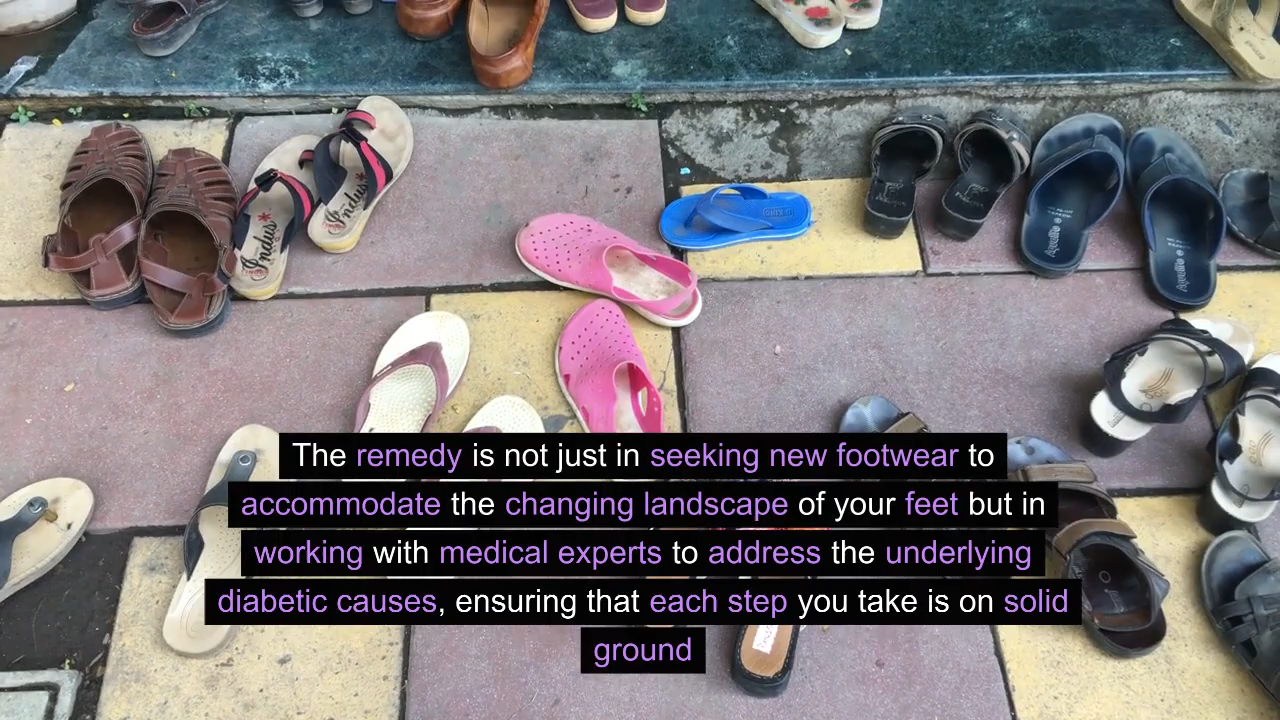 Indus
Indus
The remedy is not just in seeking new footwear to
accommodate the changing landscape of your feet but in
working with medical experts to address the underlying
diabetic causes, ensuring that each step you take is on solid
ground